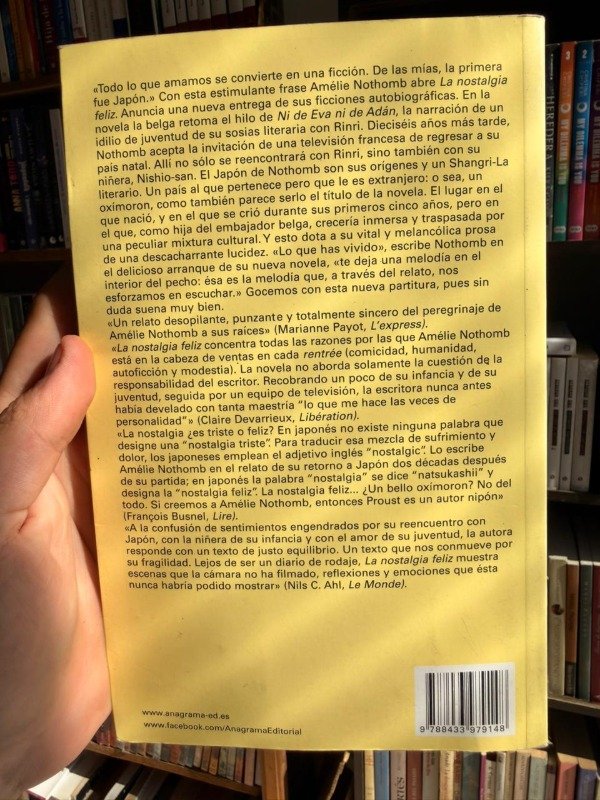 «Todo lo que amamos se convierte en una ficción. De las mías, la primera
fue Japón.» Con esta estimulante frase Amélie Nothomb abre La nostalgia
feliz. Anuncia una nueva entrega de sus ficciones autobiográficas. En la
novela la belga retoma el hilo de Ni de Eva ni de Adán, la narración de un
idilio de juventud de su sosias literaria con Rinri. Dieciséis años más tarde,
Nothomb acepta la invitación de una televisión francesa de regresar a su
país natal. Allí no sólo se reencontrará con Rinri, sino también con su
niñera, Nishio-san. El Japón de Nothomb son sus orígenes y un Shangri-La
literario. Un país al que pertenece pero que le es extranjero: o sea, un
oxímoron, como también parece serlo el título de la novela. El lugar en el
que nació, y en el que se crió durante sus primeros cinco años, pero en
el que, como hija del embajador belga, crecería inmersa y traspasada por
una peculiar mixtura cultural. Y esto dota a su vital y melancólica prosa
de una descacharrante lucidez. «Lo que has vivido», escribe Nothomb en
el delicioso arranque de su nueva novela, «te deja una melodía en el
interior del pecho: ésa es la melodía que, a través del relato, nos
esforzamos en escuchar.» Gocemos con esta nueva partitura, pues sin
duda suena muy bien.
«Un relato desopilante, punzante y totalmente sincero del peregrinaje de
Amélie Nothomb a sus raíces» (Marianne Payot, L'express).
«La nostalgia feliz concentra todas las razones por las que Amélie Nothomb
está en la cabeza de ventas en cada rentrée (comicidad, humanidad,
autoficción y modestia). La novela no aborda solamente la cuestión de la
responsabilidad del escritor. Recobrando un poco de su infancia y de su
juventud, seguida por un equipo de televisión, la escritora nunca antes
había develado con tanta maestría "lo que me hace las veces de
personalidad"» (Claire Devarrieux, Libération).
«La nostalgia ¿es triste o feliz? En japonés no existe ninguna palabra que
designe una "nostalgia triste". Para traducir esa mezcla de sufrimiento y
dolor, los japoneses emplean el adjetivo inglés "nostalgic". Lo escribe
Amélie Nothomb en el relato de su retorno a Japón dos décadas después
de su partida; en japonés la palabra "nostalgia" se dice "natsukashii" y
designa la "nostalgia feliz". La nostalgia feliz... ¿Un bello oxímoron? No del
todo. Si creemos a Amélie Nothomb, entonces Proust es un autor nipón»
(François Busnel, Lire).
«A la confusión de sentimientos engendrados por su reencuentro con
Japón, con la niñera de su infancia y con el amor de su juventud, la autora
responde con un texto de justo equilibrio. Un texto que nos conmueve por
su fragilidad. Lejos de ser un diario de rodaje, La nostalgia feliz muestra
escenas que la cámara no ha filmado, reflexiones y emociones que ésta
nunca habría podido mostrar» (Nils C. Ahl, Le Monde).
www.anagrama-ed.es
www.facebook.com/AnagramaEditorial
9 788433 979148